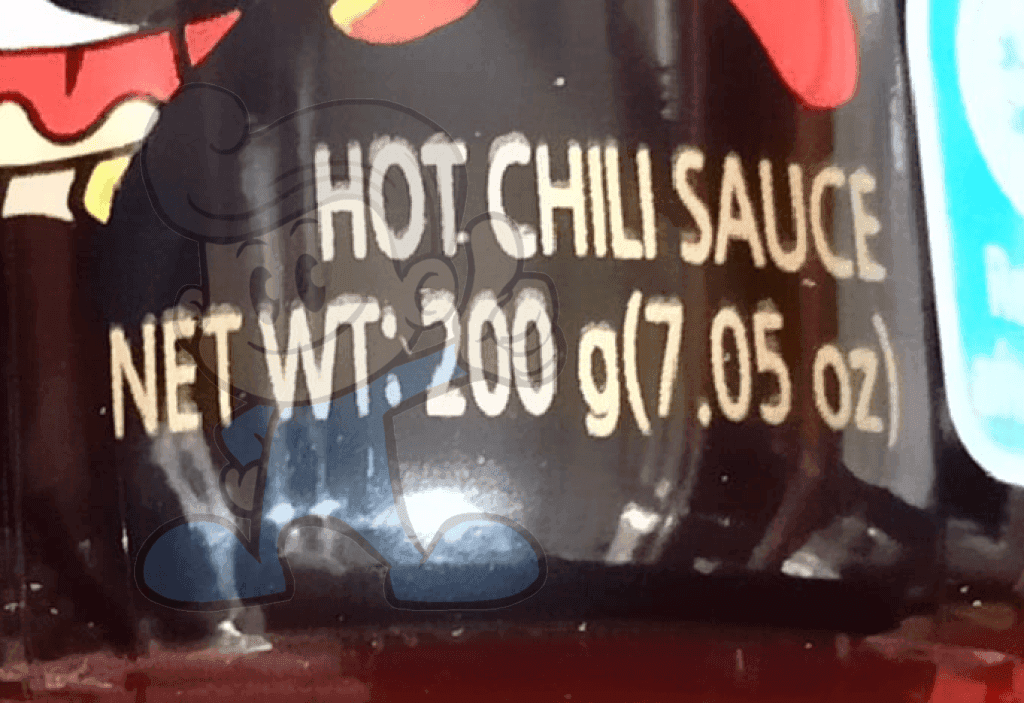 HOT CHILI SAUCE
NET WT: 200 g(7.05 oz)